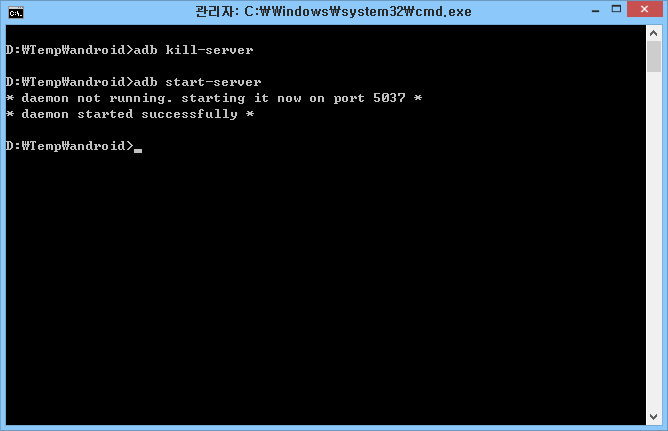 관리자: C:₩Windows₩system32₩cmd.exe
D:₩Temp₩android>adb kill-server
D:₩Temp₩android>adb start-server
* daemon not running. starting it now on port 5037 *
* daemon started successfully *
D:₩Temp₩android>_